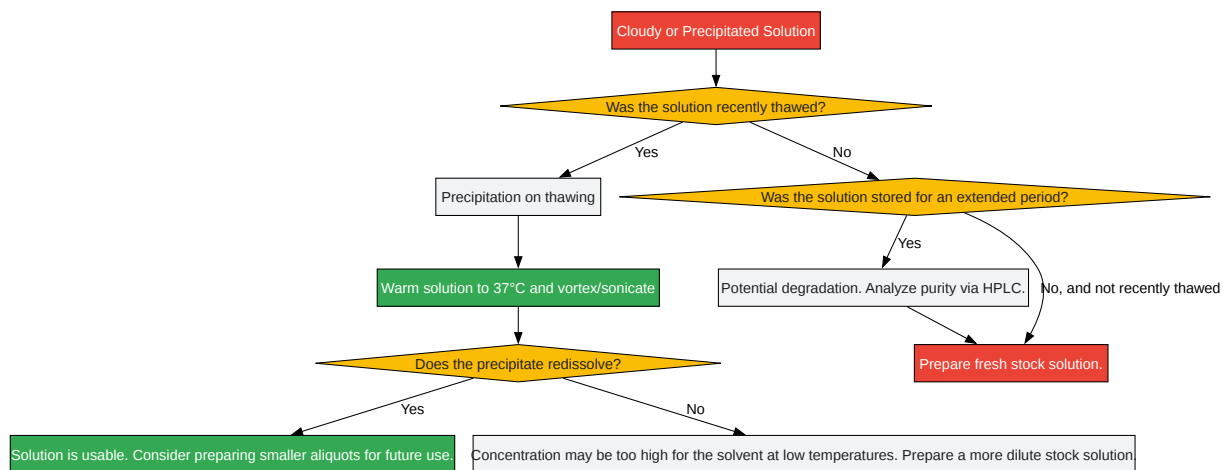 Cloudy or Precipitated Solution
Was the solution recently thawed?
Yes
No
Precipitation on thawing
Was the solution stored for an extended period?
Yes
Warm solution to 37°C and vortex/sonicate
Potential degradation. Analyze purity via HPLC.
No, and not recently thawed
Does the precipitate redissolve?
Prepare fresh stock solution.
Yes
No
Solution is usable. Consider preparing smaller aliquots for future use.
Concentration may be too high for the solvent at low temperatures. Prepare a more dilute stock solution.